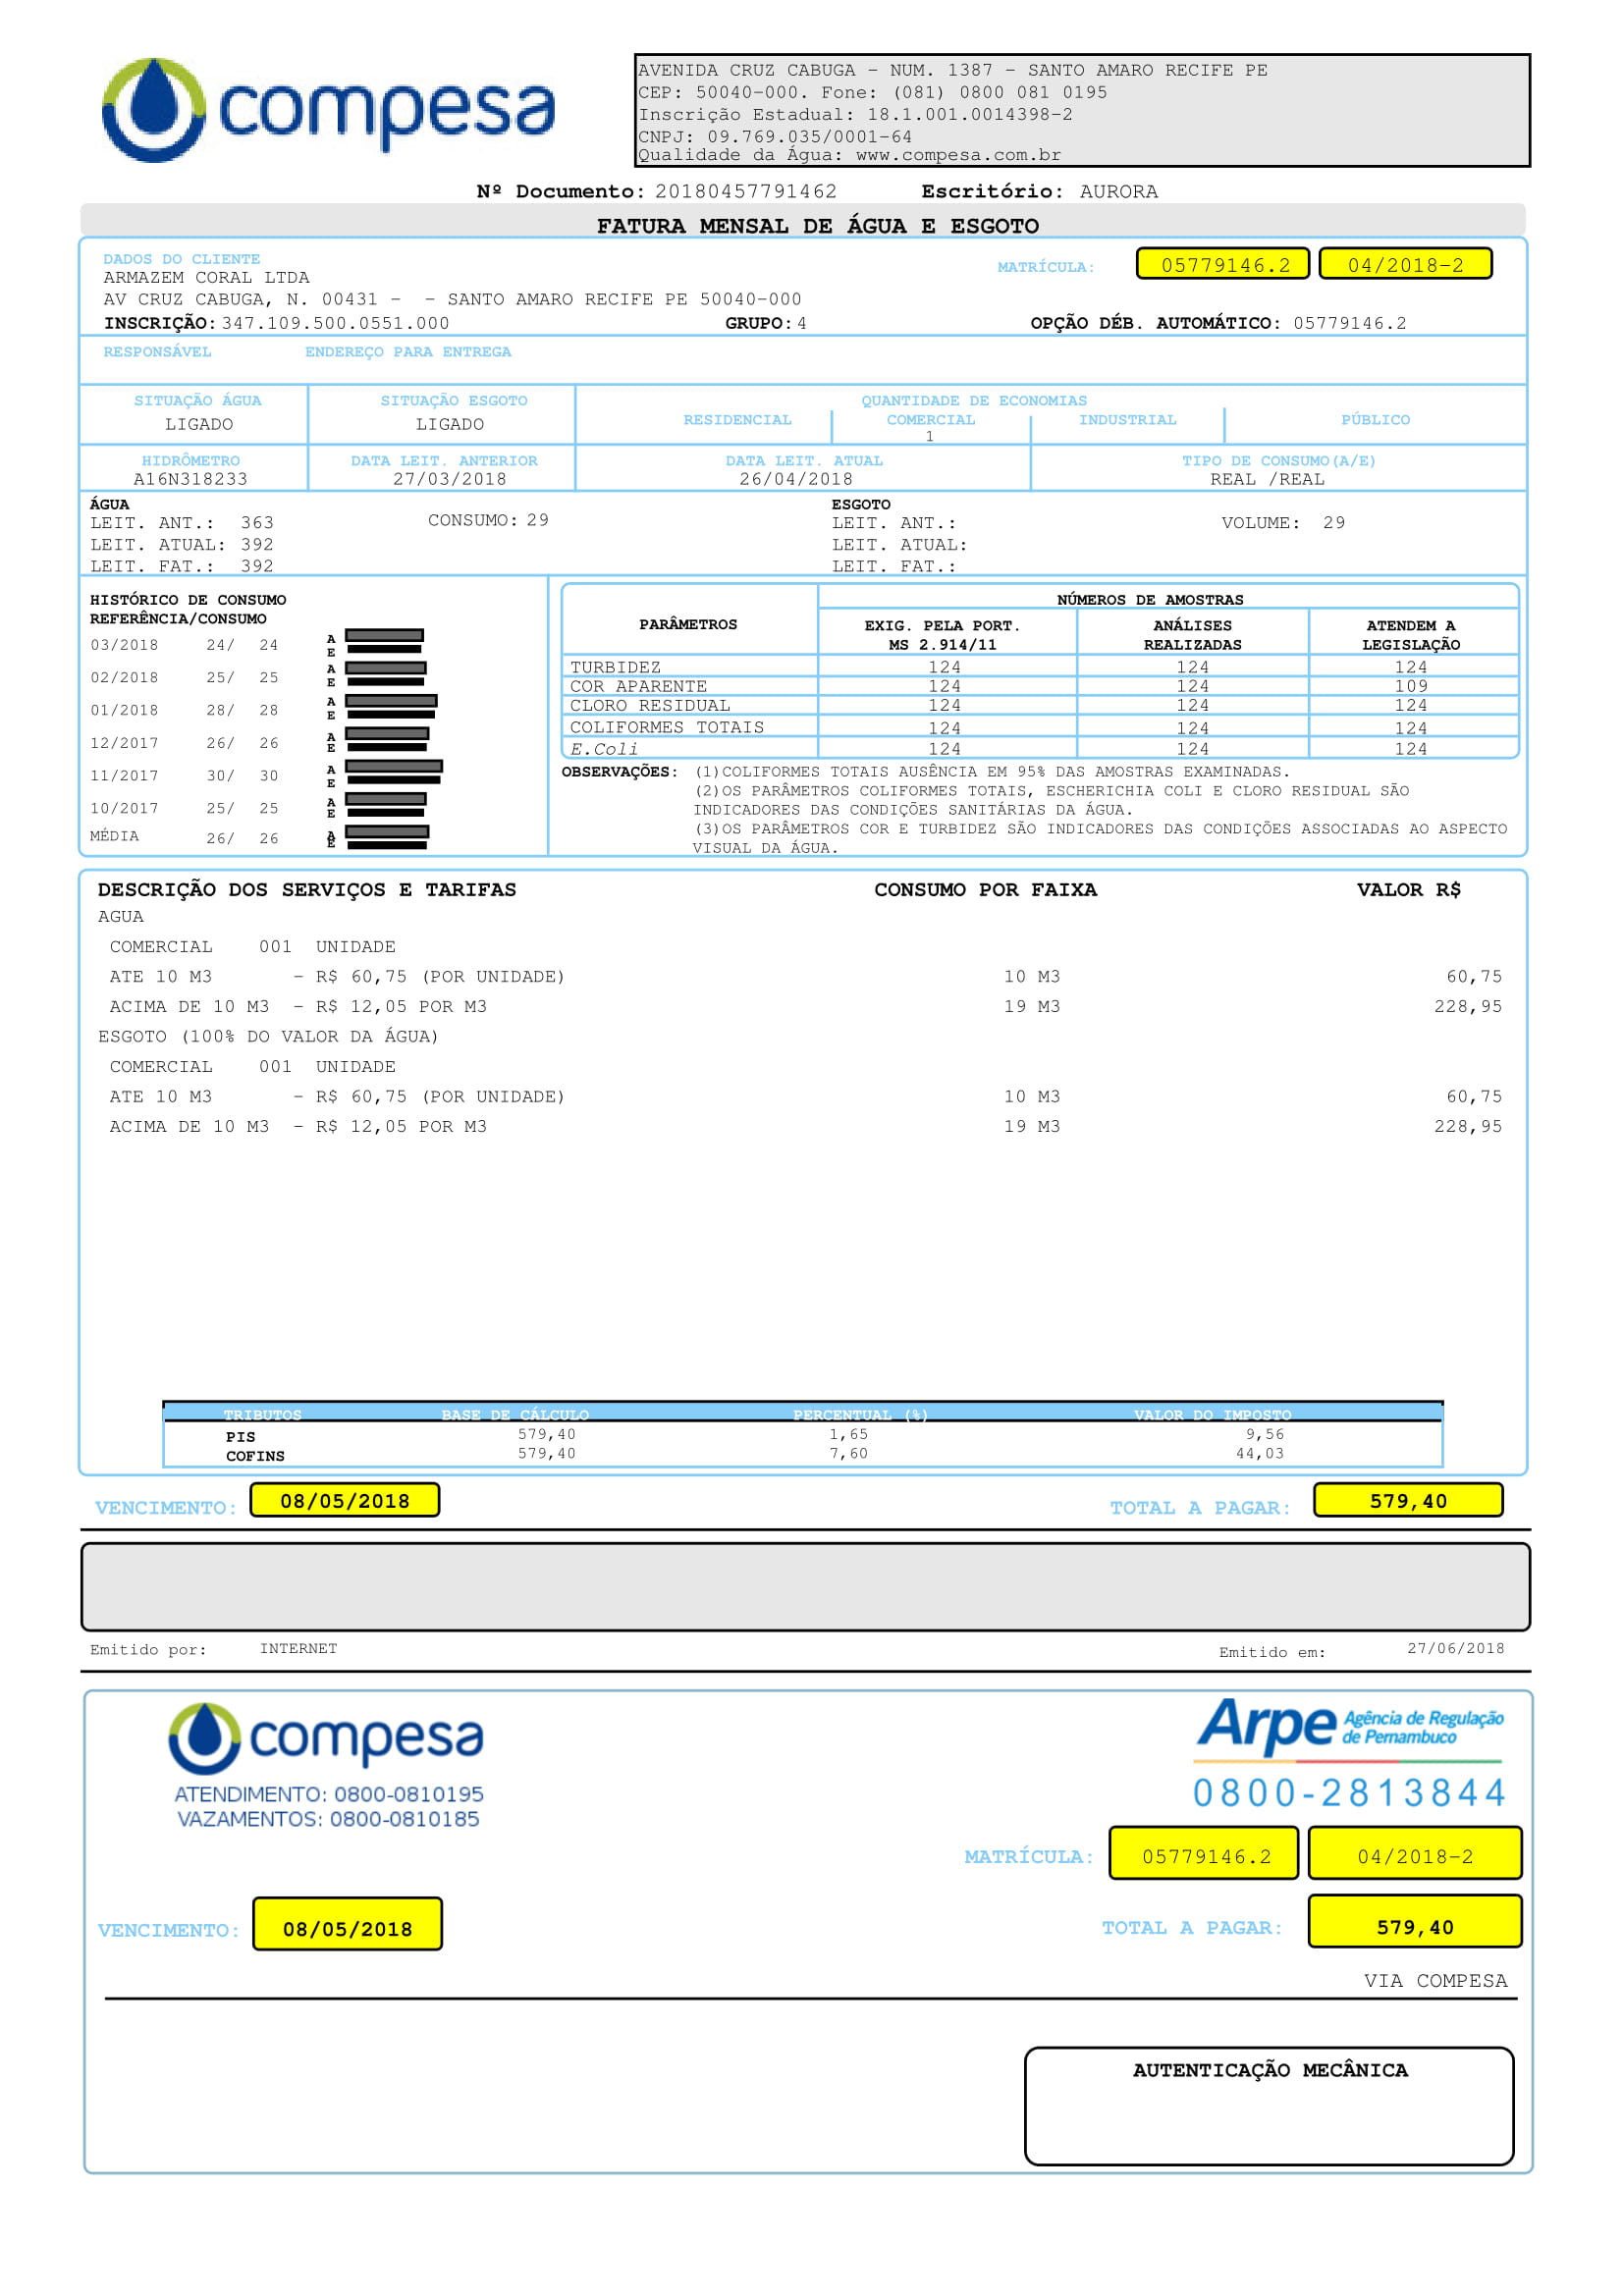 compesa
AVENIDA CRUZ CABUGA - NUM. 1387 - SANTO AMARO RECIFE PE
CEP: 50040-000. Fone: (081) 0800 081 0195
Inscrição Estadual: 18.1.001.0014398-2
CNPJ: 09.769.035/0001-64
Qualidade da Água: www.compesa.com.br
Nº Documento: 20180457791462 Escritório: AURORA
FATURA MENSAL DE ÁGUA E ESGOTO
DADOS DO CLIENTE
ARMAZEM CORAL LTDA
MATRÍCULA: 05779146.2 04/2018-2
AV CRUZ CABUGA, N. 00431 - - SANTO AMARO RECIFE PE 50040-000
INSCRIÇÃO: 347.109.500.0551.000 GRUPO: 4 OPÇÃO DÉB. AUTOMÁTICO: 05779146.2
RESPONSÁVEL ENDEREÇO PARA ENTREGA
SITUAÇÃO ÁGUA SITUAÇÃO ESGOTO QUANTIDADE DE ECONOMIAS
LIGADO LIGADO RESIDENCIAL COMERCIAL INDUSTRIAL PÚBLICO
1
HIDRÔMETRO DATA LEIT. ANTERIOR DATA LEIT. ATUAL TIPO DE CONSUMO(A/E)
A16N318233 27/03/2018 26/04/2018 REAL /REAL
ÁGUA ESGOTO
LEIT. ANT.: 363 CONSUMO: 29 LEIT. ANT.: VOLUME: 29
LEIT. ATUAL: 392 LEIT. ATUAL:
LEIT. FAT.: 392 LEIT. FAT.:
HISTÓRICO DE CONSUMO
REFERÊNCIA/CONSUMO
03/2018 24/ 24 A E
02/2018 25/ 25 A E
01/2018 28/ 28 A E
12/2017 26/ 26 A E
11/2017 30/ 30 A E
10/2017 25/ 25 A E
MÉDIA 26/ 26 A E
PARÂMETROS NÚMEROS DE AMOSTRAS
EXIG. PELA PORT. ANÁLISES ATENDEM A
MS 2.914/11 REALIZADAS LEGISLAÇÃO
TURBIDEZ 124 124 124
COR APARENTE 124 124 109
CLORO RESIDUAL 124 124 124
COLIFORMES TOTAIS 124 124 124
E.Coli 124 124 124
OBSERVAÇÕES: (1)COLIFORMES TOTAIS AUSÊNCIA EM 95% DAS AMOSTRAS EXAMINADAS.
(2)OS PARÂMETROS COLIFORMES TOTAIS, ESCHERICHIA COLI E CLORO RESIDUAL SÃO
INDICADORES DAS CONDIÇÕES SANITÁRIAS DA ÁGUA.
(3)OS PARÂMETROS COR E TURBIDEZ SÃO INDICADORES DAS CONDIÇÕES ASSOCIADAS AO ASPECTO
VISUAL DA ÁGUA.
DESCRIÇÃO DOS SERVIÇOS E TARIFAS CONSUMO POR FAIXA VALOR R$
AGUA
COMERCIAL 001 UNIDADE
ATE 10 M3 - R$ 60,75 (POR UNIDADE) 10 M3 60,75
ACIMA DE 10 M3 - R$ 12,05 POR M3 19 M3 228,95
ESGOTO (100% DO VALOR DA ÁGUA)
COMERCIAL 001 UNIDADE
ATE 10 M3 - R$ 60,75 (POR UNIDADE) 10 M3 60,75
ACIMA DE 10 M3 - R$ 12,05 POR M3 19 M3 228,95
TRIBUTOS BASE DE CÁLCULO PERCENTUAL (%) VALOR DO IMPOSTO
PIS 579,40 1,65 9,56
COFINS 579,40 7,60 44,03
VENCIMENTO: 08/05/2018 TOTAL A PAGAR: 579,40
Emitido por: INTERNET Emitido em: 27/06/2018
compesa
ATENDIMENTO: 0800-0810195
VAZAMENTOS: 0800-0810185
Arpe Agência de Regulação
de Pernambuco
0800-2813844
MATRÍCULA: 05779146.2 04/2018-2
VENCIMENTO: 08/05/2018 TOTAL A PAGAR: 579,40
VIA COMPESA
AUTENTICAÇÃO MECÂNICA